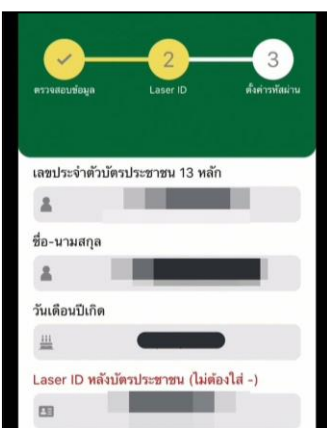 2
3
ตรวจสอบข้อมูล
Laser ID
ตั้งค่ารหัสผ่าน
เลขประจำตัวบัตรประชาชน 13 หลัก
ชื่อ-นามสกุล
วันเดือนปีเกิด
Laser ID หลังบัตรประชาชน (ไม่ต้องใส่ -)